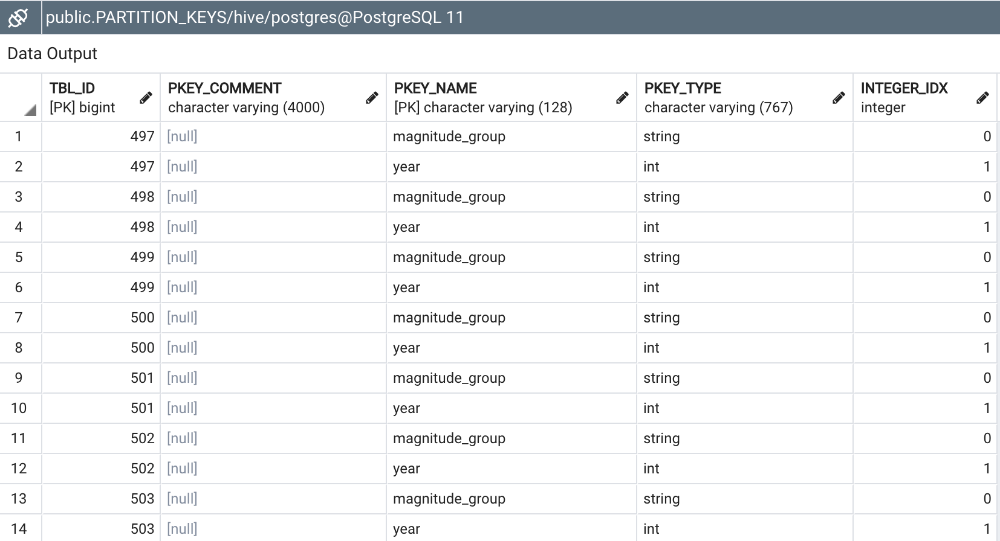 public.PARTITION_KEYS/hive/postgres@PostgreSQL 11
Data Output
TBL_ID PKEY_COMMENT PKEY_NAME PKEY_TYPE INTEGER_IDX
[PK] bigint character varying (4000) [PK] character varying (128) character varying (767) integer
1 497 [null] magnitude_group string 0
2 497 [null] year int 1
3 498 [null] magnitude_group string 0
4 498 [null] year int 1
5 499 [null] magnitude_group string 0
6 499 [null] year int 1
7 500 [null] magnitude_group string 0
8 500 [null] year int 1
9 501 [null] magnitude_group string 0
10 501 [null] year int 1
11 502 [null] magnitude_group string 0
12 502 [null] year int 1
13 503 [null] magnitude_group string 0
14 503 [null] year int 1